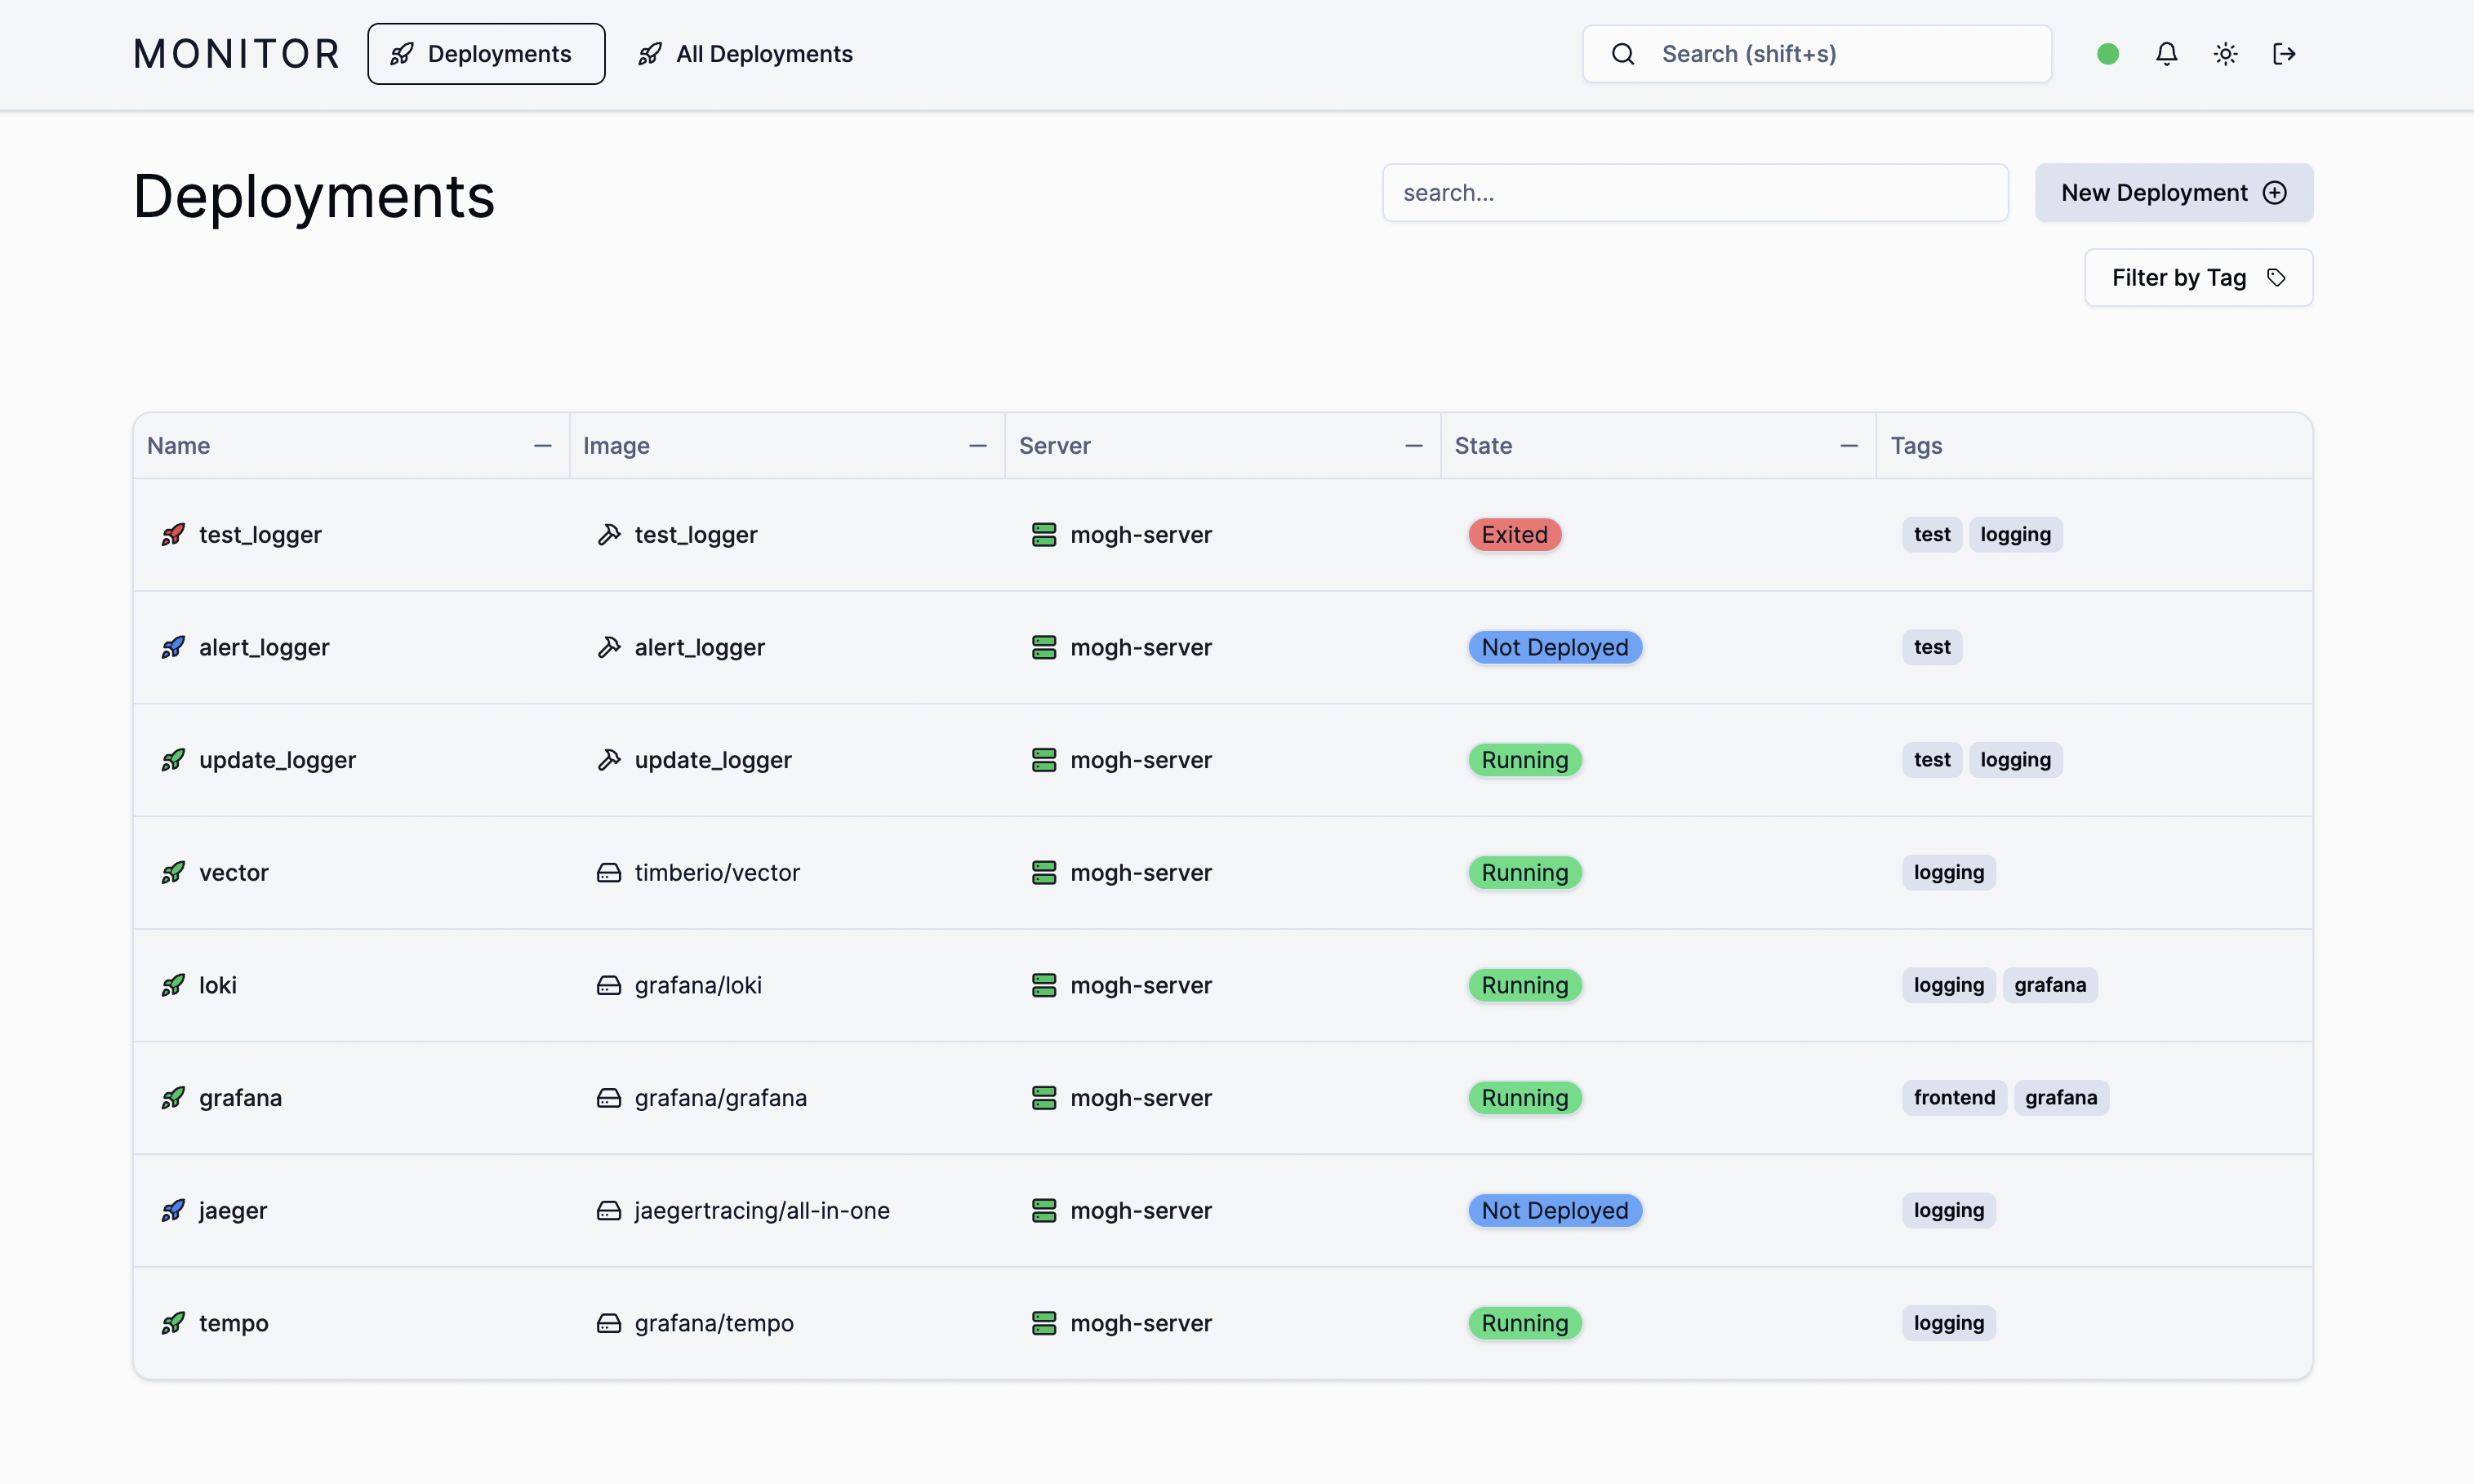 MONITOR Deployments All Deployments Search (shift+s)
Deployments search... New Deployment
Filter by Tag
Name Image Server State Tags
test_logger test_logger mogh-server Exited test logging
alert_logger alert_logger mogh-server Not Deployed test
update_logger update_logger mogh-server Running test logging
vector timberio/vector mogh-server Running logging
loki grafana/loki mogh-server Running logging grafana
grafana grafana/grafana mogh-server Running frontend grafana
jaeger jaegertracing/all-in-one mogh-server Not Deployed logging
tempo grafana/tempo mogh-server Running logging